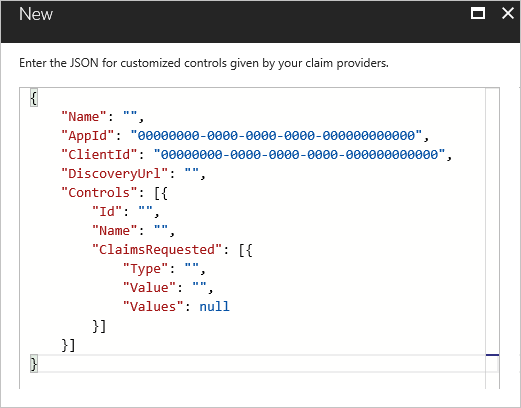 New
Enter the JSON for customized controls given by your claim providers.
{
    "Name": "",
    "AppId": "00000000-0000-0000-0000-000000000000",
    "ClientId": "00000000-0000-0000-0000-000000000000",
    "DiscoveryUrl": "",
    "Controls": [{
        "Id": "",
        "Name": "",
        "ClaimsRequested": [{
            "Type": "",
            "Value": "",
            "Values": null
        }]
    }]
}